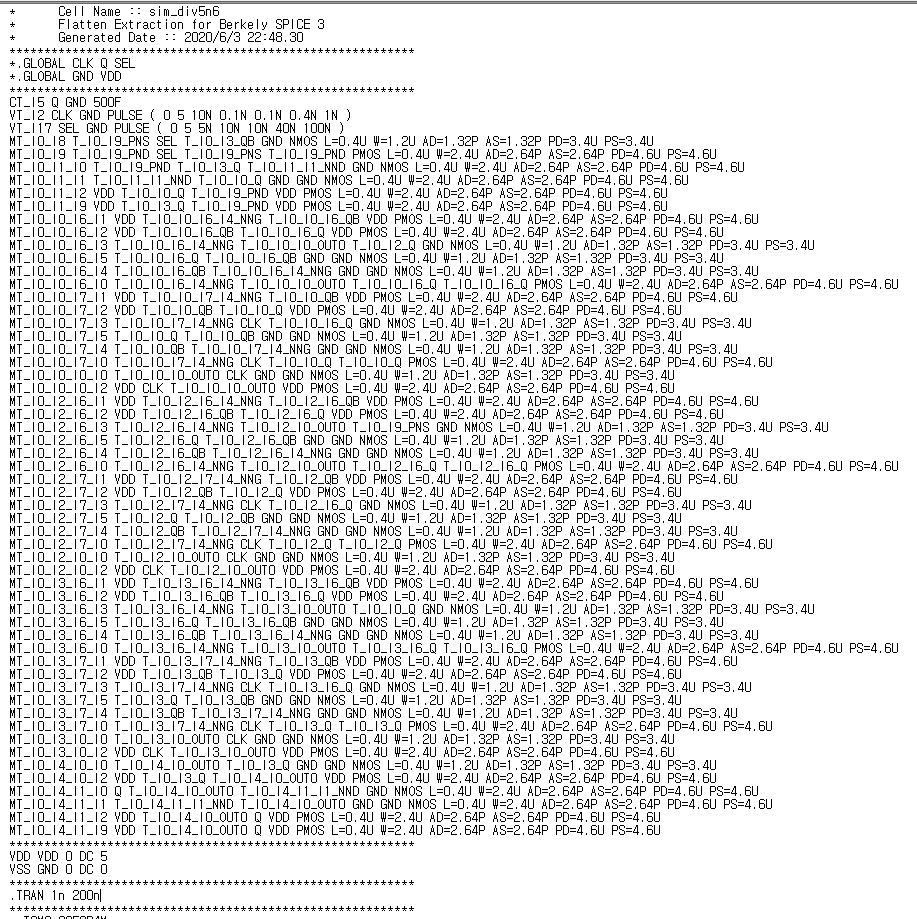 * Cell Name :: sim_div5n6
* Flatten Extraction for Berkely SPICE 3
* Generated Date :: 2020/6/3 22:48.30
**********************************************************
*.GLOBAL CLK Q SEL
*.GLOBAL GND VDD
**********************************************************
CT_I5 Q GND 500F
VT_I2 CLK GND PULSE ( 0 5 10N 0.1N 0.1N 0.4N 1N )
VT_I17 SEL GND PULSE ( 0 5 5N 10N 10N 40N 100N )
MT_I0_I8 T_I0_I9_PNS SEL T_I0_I3_QB GND NMOS L=0.4U W=1.2U AD=1.32P AS=1.32P PD=3.4U PS=3.4U
MT_I0_I9 T_I0_I9_PND SEL T_I0_I9_PNS T_I0_I9_PND PMOS L=0.4U W=2.4U AD=2.64P AS=2.64P PD=4.6U PS=4.6U
MT_I0_I1_I0 T_I0_I9_PND T_I0_I3_Q T_I0_I1_I1_NND GND NMOS L=0.4U W=2.4U AD=2.64P AS=2.64P PD=4.6U PS=4.6U
MT_I0_I1_I1 T_I0_I1_I1_NND T_I0_I0_Q GND GND NMOS L=0.4U W=2.4U AD=2.64P AS=2.64P PD=4.6U PS=4.6U
MT_I0_I1_I2 VDD T_I0_I0_Q T_I0_I9_PND VDD PMOS L=0.4U W=2.4U AD=2.64P AS=2.64P PD=4.6U PS=4.6U
MT_I0_I1_I9 VDD T_I0_I3_Q T_I0_I9_PND VDD PMOS L=0.4U W=2.4U AD=2.64P AS=2.64P PD=4.6U PS=4.6U
MT_I0_I0_I6_I1 VDD T_I0_I0_I6_I4_NNG T_I0_I0_I6_QB VDD PMOS L=0.4U W=2.4U AD=2.64P AS=2.64P PD=4.6U PS=4.6U
MT_I0_I0_I6_I2 VDD T_I0_I0_I6_QB T_I0_I0_I6_Q VDD PMOS L=0.4U W=2.4U AD=2.64P AS=2.64P PD=4.6U PS=4.6U
MT_I0_I0_I6_I3 T_I0_I0_I6_I4_NNG T_I0_I0_I0_OUT0 T_I0_I2_Q GND NMOS L=0.4U W=1.2U AD=1.32P AS=1.32P PD=3.4U PS=3.4U
MT_I0_I0_I6_I5 T_I0_I0_I6_Q T_I0_I0_I6_QB GND GND NMOS L=0.4U W=1.2U AD=1.32P AS=1.32P PD=3.4U PS=3.4U
MT_I0_I0_I6_I4 T_I0_I0_I6_QB T_I0_I0_I6_I4_NNG GND GND NMOS L=0.4U W=1.2U AD=1.32P AS=1.32P PD=3.4U PS=3.4U
MT_I0_I0_I6_I0 T_I0_I0_I6_I4_NNG T_I0_I0_I0_OUT0 T_I0_I0_I6_Q T_I0_I0_I6_Q PMOS L=0.4U W=2.4U AD=2.64P AS=2.64P PD=4.6U PS=4.6U
MT_I0_I0_I7_I1 VDD T_I0_I0_I7_I4_NNG T_I0_I0_QB VDD PMOS L=0.4U W=2.4U AD=2.64P AS=2.64P PD=4.6U PS=4.6U
MT_I0_I0_I7_I2 VDD T_I0_I0_QB T_I0_I0_Q VDD PMOS L=0.4U W=2.4U AD=2.64P AS=2.64P PD=4.6U PS=4.6U
MT_I0_I0_I7_I3 T_I0_I0_I7_I4_NNG CLK T_I0_I0_I6_Q GND NMOS L=0.4U W=1.2U AD=1.32P AS=1.32P PD=3.4U PS=3.4U
MT_I0_I0_I7_I5 T_I0_I0_Q T_I0_I0_QB GND GND NMOS L=0.4U W=1.2U AD=1.32P AS=1.32P PD=3.4U PS=3.4U
MT_I0_I0_I7_I4 T_I0_I0_QB T_I0_I0_I7_I4_NNG GND GND NMOS L=0.4U W=1.2U AD=1.32P AS=1.32P PD=3.4U PS=3.4U
MT_I0_I0_I7_I0 T_I0_I0_I7_I4_NNG CLK T_I0_I0_Q T_I0_I0_Q PMOS L=0.4U W=2.4U AD=2.64P AS=2.64P PD=4.6U PS=4.6U
MT_I0_I0_I0_I0 T_I0_I0_I0_OUT0 CLK GND GND NMOS L=0.4U W=1.2U AD=1.32P AS=1.32P PD=3.4U PS=3.4U
MT_I0_I0_I0_I2 VDD CLK T_I0_I0_I0_OUT0 VDD PMOS L=0.4U W=2.4U AD=2.64P AS=2.64P PD=4.6U PS=4.6U
MT_I0_I2_I6_I1 VDD T_I0_I2_I6_I4_NNG T_I0_I2_I6_QB VDD PMOS L=0.4U W=2.4U AD=2.64P AS=2.64P PD=4.6U PS=4.6U
MT_I0_I2_I6_I2 VDD T_I0_I2_I6_QB T_I0_I2_I6_Q VDD PMOS L=0.4U W=2.4U AD=2.64P AS=2.64P PD=4.6U PS=4.6U
MT_I0_I2_I6_I3 T_I0_I2_I6_I4_NNG T_I0_I2_I0_OUT0 T_I0_I9_PNS GND NMOS L=0.4U W=1.2U AD=1.32P AS=1.32P PD=3.4U PS=3.4U
MT_I0_I2_I6_I5 T_I0_I2_I6_Q T_I0_I2_I6_QB GND GND NMOS L=0.4U W=1.2U AD=1.32P AS=1.32P PD=3.4U PS=3.4U
MT_I0_I2_I6_I4 T_I0_I2_I6_QB T_I0_I2_I6_I4_NNG GND GND NMOS L=0.4U W=1.2U AD=1.32P AS=1.32P PD=3.4U PS=3.4U
MT_I0_I2_I6_I0 T_I0_I2_I6_I4_NNG T_I0_I2_I0_OUT0 T_I0_I2_I6_Q T_I0_I2_I6_Q PMOS L=0.4U W=2.4U AD=2.64P AS=2.64P PD=4.6U PS=4.6U
MT_I0_I2_I7_I1 VDD T_I0_I2_I7_I4_NNG T_I0_I2_QB VDD PMOS L=0.4U W=2.4U AD=2.64P AS=2.64P PD=4.6U PS=4.6U
MT_I0_I2_I7_I2 VDD T_I0_I2_QB T_I0_I2_Q VDD PMOS L=0.4U W=2.4U AD=2.64P AS=2.64P PD=4.6U PS=4.6U
MT_I0_I2_I7_I3 T_I0_I2_I7_I4_NNG CLK T_I0_I2_I6_Q GND NMOS L=0.4U W=1.2U AD=1.32P AS=1.32P PD=3.4U PS=3.4U
MT_I0_I2_I7_I5 T_I0_I2_Q T_I0_I2_QB GND GND NMOS L=0.4U W=1.2U AD=1.32P AS=1.32P PD=3.4U PS=3.4U
MT_I0_I2_I7_I4 T_I0_I2_QB T_I0_I2_I7_I4_NNG GND GND NMOS L=0.4U W=1.2U AD=1.32P AS=1.32P PD=3.4U PS=3.4U
MT_I0_I2_I7_I0 T_I0_I2_I7_I4_NNG CLK T_I0_I2_Q T_I0_I2_Q PMOS L=0.4U W=2.4U AD=2.64P AS=2.64P PD=4.6U PS=4.6U
MT_I0_I2_I0_I0 T_I0_I2_I0_OUT0 CLK GND GND NMOS L=0.4U W=1.2U AD=1.32P AS=1.32P PD=3.4U PS=3.4U
MT_I0_I2_I0_I2 VDD CLK T_I0_I2_I0_OUT0 VDD PMOS L=0.4U W=2.4U AD=2.64P AS=2.64P PD=4.6U PS=4.6U
MT_I0_I3_I6_I1 VDD T_I0_I3_I6_I4_NNG T_I0_I3_I6_QB VDD PMOS L=0.4U W=2.4U AD=2.64P AS=2.64P PD=4.6U PS=4.6U
MT_I0_I3_I6_I2 VDD T_I0_I3_I6_QB T_I0_I3_I6_Q VDD PMOS L=0.4U W=2.4U AD=2.64P AS=2.64P PD=4.6U PS=4.6U
MT_I0_I3_I6_I3 T_I0_I3_I6_I4_NNG T_I0_I3_I0_OUT0 T_I0_I0_Q GND NMOS L=0.4U W=1.2U AD=1.32P AS=1.32P PD=3.4U PS=3.4U
MT_I0_I3_I6_I5 T_I0_I3_I6_Q T_I0_I3_I6_QB GND GND NMOS L=0.4U W=1.2U AD=1.32P AS=1.32P PD=3.4U PS=3.4U
MT_I0_I3_I6_I4 T_I0_I3_I6_QB T_I0_I3_I6_I4_NNG GND GND NMOS L=0.4U W=1.2U AD=1.32P AS=1.32P PD=3.4U PS=3.4U
MT_I0_I3_I6_I0 T_I0_I3_I6_I4_NNG T_I0_I3_I0_OUT0 T_I0_I3_I6_Q T_I0_I3_I6_Q PMOS L=0.4U W=2.4U AD=2.64P AS=2.64P PD=4.6U PS=4.6U
MT_I0_I3_I7_I1 VDD T_I0_I3_I7_I4_NNG T_I0_I3_QB VDD PMOS L=0.4U W=2.4U AD=2.64P AS=2.64P PD=4.6U PS=4.6U
MT_I0_I3_I7_I2 VDD T_I0_I3_QB T_I0_I3_Q VDD PMOS L=0.4U W=2.4U AD=2.64P AS=2.64P PD=4.6U PS=4.6U
MT_I0_I3_I7_I3 T_I0_I3_I7_I4_NNG CLK T_I0_I3_I6_Q GND NMOS L=0.4U W=1.2U AD=1.32P AS=1.32P PD=3.4U PS=3.4U
MT_I0_I3_I7_I5 T_I0_I3_Q T_I0_I3_QB GND GND NMOS L=0.4U W=1.2U AD=1.32P AS=1.32P PD=3.4U PS=3.4U
MT_I0_I3_I7_I4 T_I0_I3_QB T_I0_I3_I7_I4_NNG GND GND NMOS L=0.4U W=1.2U AD=1.32P AS=1.32P PD=3.4U PS=3.4U
MT_I0_I3_I7_I0 T_I0_I3_I7_I4_NNG CLK T_I0_I3_Q T_I0_I3_Q PMOS L=0.4U W=2.4U AD=2.64P AS=2.64P PD=4.6U PS=4.6U
MT_I0_I3_I0_I0 T_I0_I3_I0_OUT0 CLK GND GND NMOS L=0.4U W=1.2U AD=1.32P AS=1.32P PD=3.4U PS=3.4U
MT_I0_I3_I0_I2 VDD CLK T_I0_I3_I0_OUT0 VDD PMOS L=0.4U W=2.4U AD=2.64P AS=2.64P PD=4.6U PS=4.6U
MT_I0_I4_I0_I0 T_I0_I4_I0_OUT0 T_I0_I3_Q GND GND NMOS L=0.4U W=1.2U AD=1.32P AS=1.32P PD=3.4U PS=3.4U
MT_I0_I4_I0_I2 VDD T_I0_I3_Q T_I0_I4_I0_OUT0 VDD PMOS L=0.4U W=2.4U AD=2.64P AS=2.64P PD=4.6U PS=4.6U
MT_I0_I4_I1_I0 Q T_I0_I4_I0_OUT0 T_I0_I4_I1_I1_NND GND NMOS L=0.4U W=2.4U AD=2.64P AS=2.64P PD=4.6U PS=4.6U
MT_I0_I4_I1_I1 T_I0_I4_I1_I1_NND T_I0_I4_I0_OUT0 GND GND NMOS L=0.4U W=2.4U AD=2.64P AS=2.64P PD=4.6U PS=4.6U
MT_I0_I4_I1_I2 VDD T_I0_I4_I0_OUT0 Q VDD PMOS L=0.4U W=2.4U AD=2.64P AS=2.64P PD=4.6U PS=4.6U
MT_I0_I4_I1_I9 VDD T_I0_I4_I0_OUT0 Q VDD PMOS L=0.4U W=2.4U AD=2.64P AS=2.64P PD=4.6U PS=4.6U
**********************************************************
VDD VDD 0 DC 5
VSS GND 0 DC 0
**********************************************************
.TRAN 1n 200n
**********************************************************